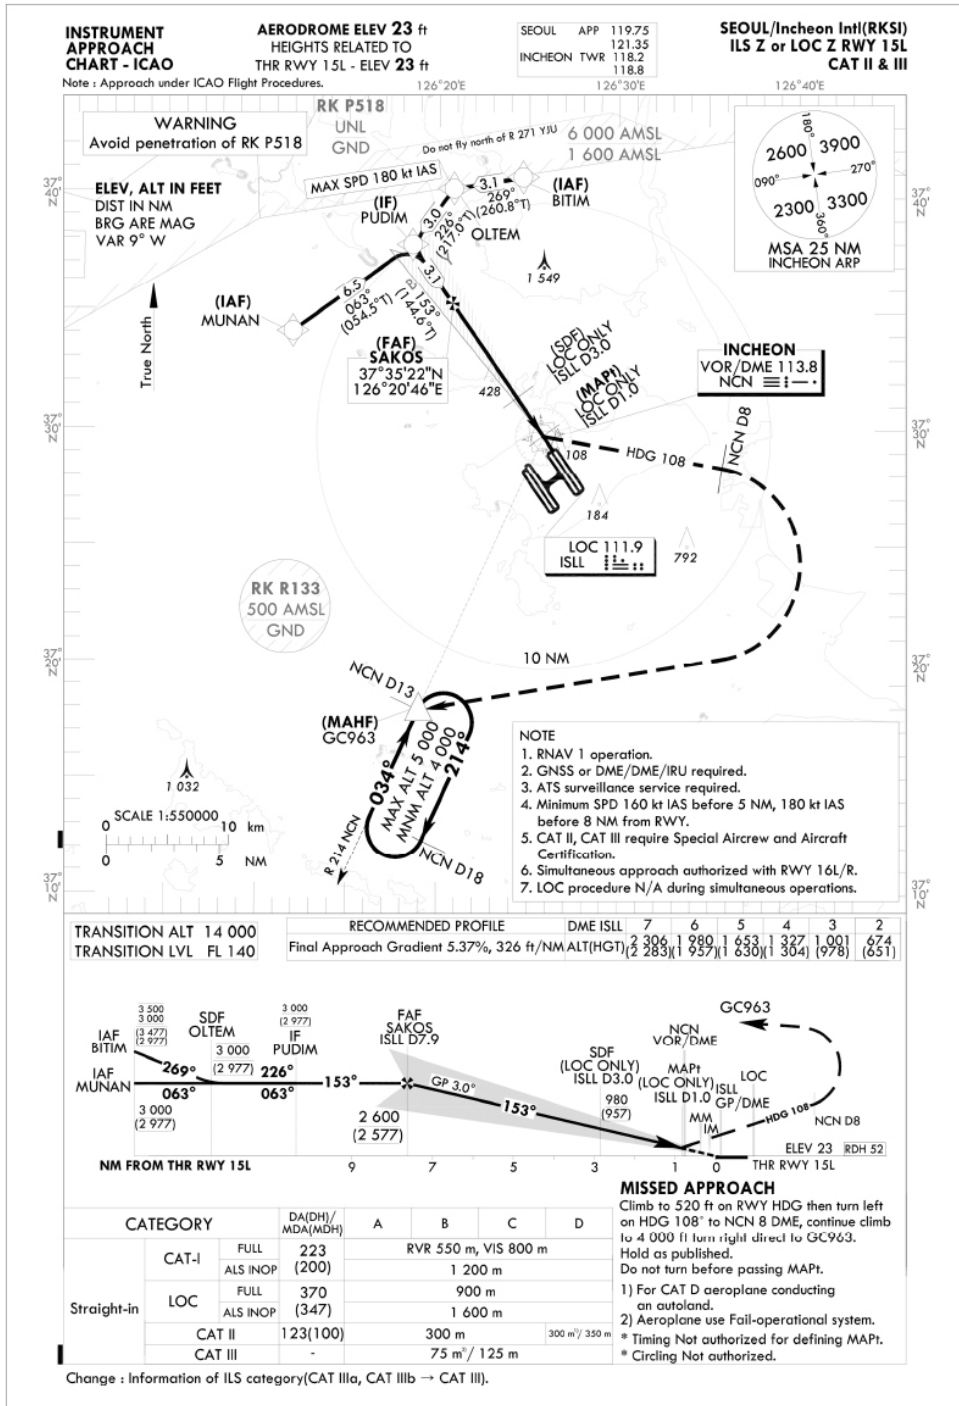 INSTRUMENT
APPROACH
CHART - ICAO
AERODROME ELEV 23 ft
HEIGHTS RELATED TO
THR RWY 15L - ELEV 23 ft
SEOUL APP 119.75
121.35
INCHEON TWR 118.2
118.8
SEOUL/Incheon Intl(RKSI)
ILS Z or LOC Z RWY 15L
CAT II & III
Note : Approach under ICAO Flight Procedures.
126°20'
126°30'
126°40'
WARNING
Avoid penetration of RK P518
RK P518
UNL
GND
Do not fly north of R 271 YJU
6 000 AMSL
1 600 AMSL
MAX SPD 180 kt IAS
ELEV, ALT IN FEET
DIST IN NM
BRG ARE MAG
VAR 9° W
180°
2600
3900
090°
270°
2300
3300
360°
MSA 25 NM
INCHEON ARP
37°
40'
N
37°
40'
N
(IF)
PUDIM
3.1
269°
(260.8°T)
(IAF)
BITIM
3.0
226°
(217.0°T)
OLTEM
1 549
(IAF)
MUNAN
6.5
063°
(054.5°T)
3.1
153°
(144.6°T)
True North
(FAF)
SAKOS
37°35'22"N
126°20'46"E
428
(SDF)
LOC ONLY
ISLL D3.0
(MAPt)
LOC ONLY
ISLL D1.0
INCHEON
VOR/DME 113.8
NCN
37°
30'
N
37°
30'
N
108
HDG 108
NCN D8
184
LOC 111.9
ISLL
792
RK R133
500 AMSL
GND
10 NM
37°
20'
N
37°
20'
N
NCN D13
(MAHF)
GC963
034°
MAX ALT 5 000
MNM ALT 4 000
214°
NCN D18
R 214 NCN
1 032
SCALE 1:550000
0 10 km
0 5 NM
37°
10'
N
37°
10'
N
NOTE
1. RNAV 1 operation.
2. GNSS or DME/DME/IRU required.
3. ATS surveillance service required.
4. Minimum SPD 160 kt IAS before 5 NM, 180 kt IAS
before 8 NM from RWY.
5. CAT II, CAT III require Special Aircrew and Aircraft
Certification.
6. Simultaneous approach authorized with RWY 16L/R.
7. LOC procedure N/A during simultaneous operations.
TRANSITION ALT 14 000
TRANSITION LVL FL 140
RECOMMENDED PROFILE DME ISLL 7 6 5 4 3 2
Final Approach Gradient 5.37%, 326 ft/NM ALT(HGT) 2 306 1 980 1 653 1 327 1 001 674
(2 283) (1 957) (1 630) (1 304) (978) (651)
IAF
BITIM
3 500
3 000
(3 477)
(2 977)
SDF
OLTEM
3 000
(2 977)
3 000
(2 977)
IF
PUDIM
FAF
SAKOS
ISLL D7.9
GC963
NCN
VOR/DME
IAF
MUNAN
269°
063°
226°
063°
153°
GP 3.0°
153°
SDF
(LOC ONLY)
ISLL D3.0
980
(957)
MAPt
(LOC ONLY)
ISLL D1.0
MM
IM
ISLL
GP/DME
LOC
HDG 108
NCN D8
3 000
(2 977)
2 600
(2 577)
ELEV 23 RDH 52
THR RWY 15L
NM FROM THR RWY 15L 9 7 5 3 1 0
CATEGORY DA(DH)/ MDA(MDH) A B C D
Straight-in
CAT-I FULL 223 (200) RVR 550 m, VIS 800 m
ALS INOP 1 200 m
LOC FULL 370 (347) 900 m
ALS INOP 1 600 m
CAT II 123(100) 300 m 300 m¹⁾/ 350 m
CAT III - 75 m²⁾/ 125 m
MISSED APPROACH
Climb to 520 ft on RWY HDG then turn left
on HDG 108° to NCN 8 DME, continue climb
to 4 000 ft turn right direct to GC963.
Hold as published.
Do not turn before passing MAPt.
1) For CAT D aeroplane conducting
an autoland.
2) Aeroplane use Fail-operational system.
* Timing Not authorized for defining MAPt.
* Circling Not authorized.
Change : Information of ILS category(CAT IIIa, CAT IIIb → CAT III).